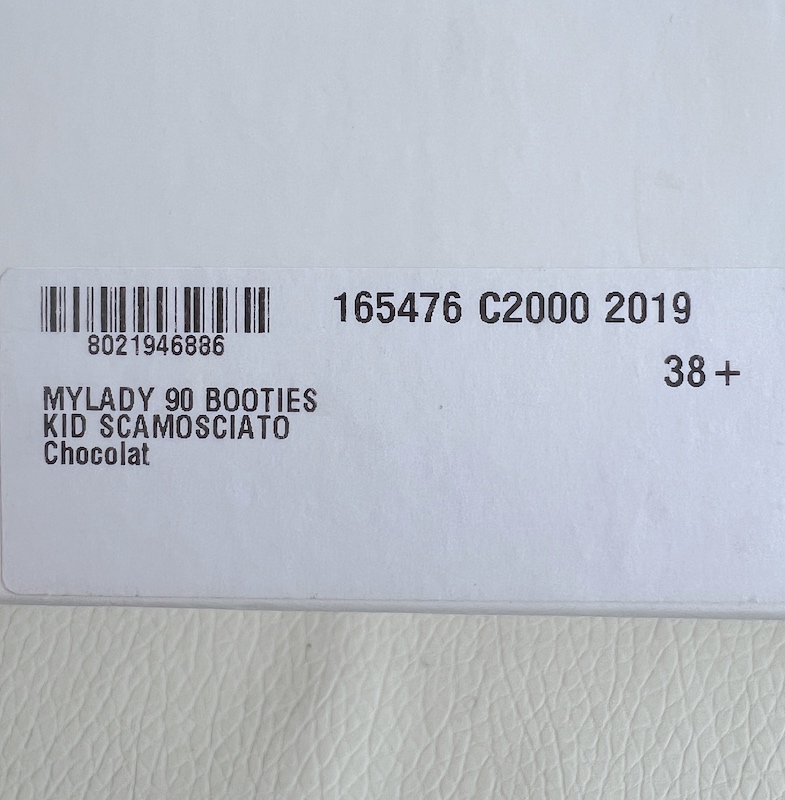 165476 C2000 2019
8021946886
38+
MYLADY 90 BOOTIES
KID SCAMOSCIATO
Chocolat